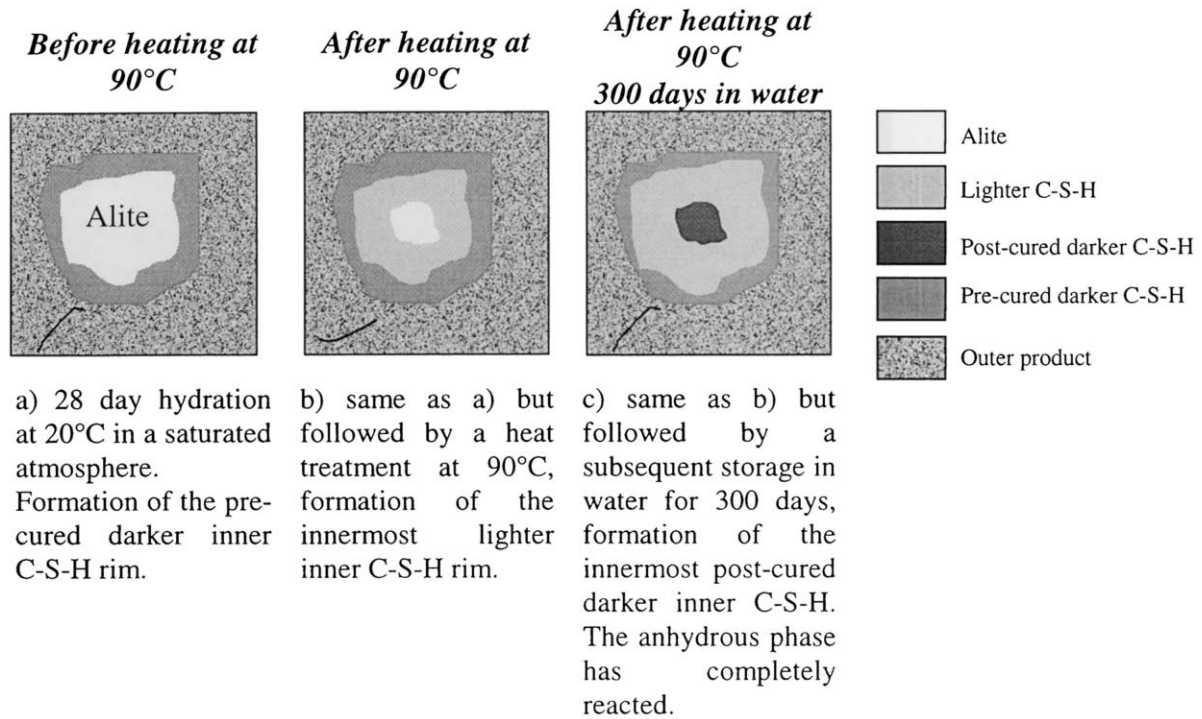 Before heating at
90°C
After heating at
90°C
After heating at
90°C
300 days in water
Alite
Alite
Lighter C-S-H
Post-cured darker C-S-H
Pre-cured darker C-S-H
Outer product
a) 28 day hydration
at 20°C in a saturated
atmosphere.
Formation of the pre-
cured darker inner
C-S-H rim.
b) same as a) but
followed by a heat
treatment at 90°C,
formation of the
innermost lighter
inner C-S-H rim.
c) same as b) but
followed by a
subsequent storage in
water for 300 days,
formation of the
innermost post-cured
darker inner C-S-H.
The anhydrous phase
has completely
reacted.